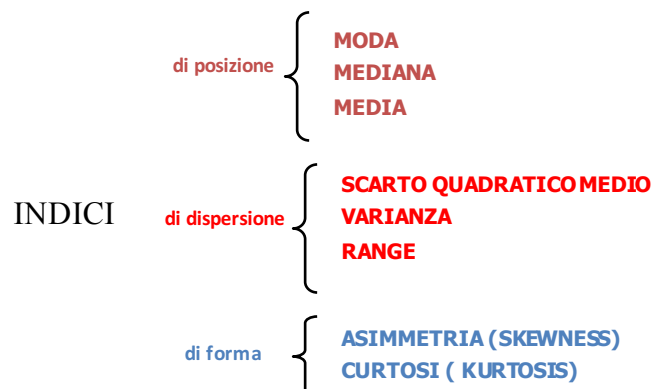 di posizione
MODA
MEDIANA
MEDIA
INDICI
di dispersione
SCARTO QUADRATICO MEDIO
VARIANZA
RANGE
di forma
ASIMMETRIA (SKEWNESS)
CURTOSI ( KURTOSIS)